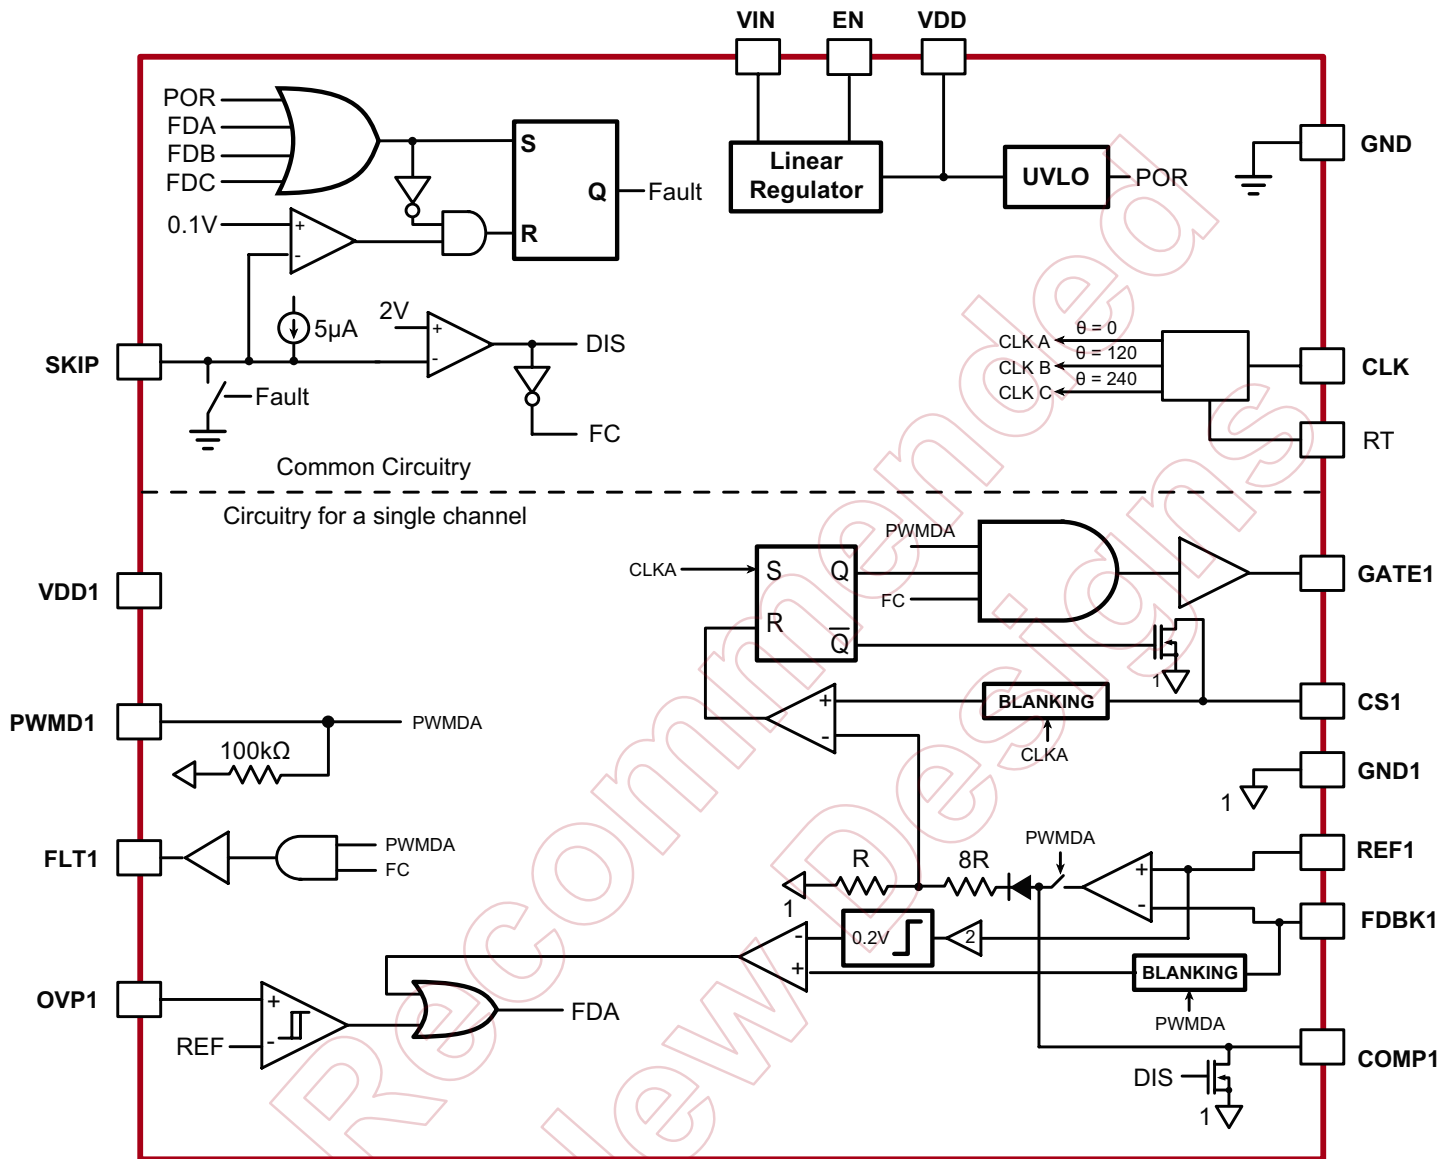 VIN EN VDD
POR
FDA
FDB
FDC
S
Q
R
Fault
0.1V
+
-
Linear
Regulator
UVLO
POR
GND
SKIP
5µA
2V
+
-
DIS
FC
Fault
CLK A
θ = 0
CLK B
θ = 120
CLK C
θ = 240
CLK
RT
Common Circuitry
Circuitry for a single channel
VDD1
CLKA
S
Q
R
Q
PWMDA
FC
GATE1
1
PWMD1
PWMDA
100kΩ
+
-
BLANKING
CLKA
CS1
GND1
1
FLT1
PWMDA
FC
R
8R
1
PWMDA
+
-
REF1
FDBK1
0.2V
2
-
+
BLANKING
PWMDA
OVP1
+
-
REF
FDA
COMP1
DIS
1
Recommended
New Designs